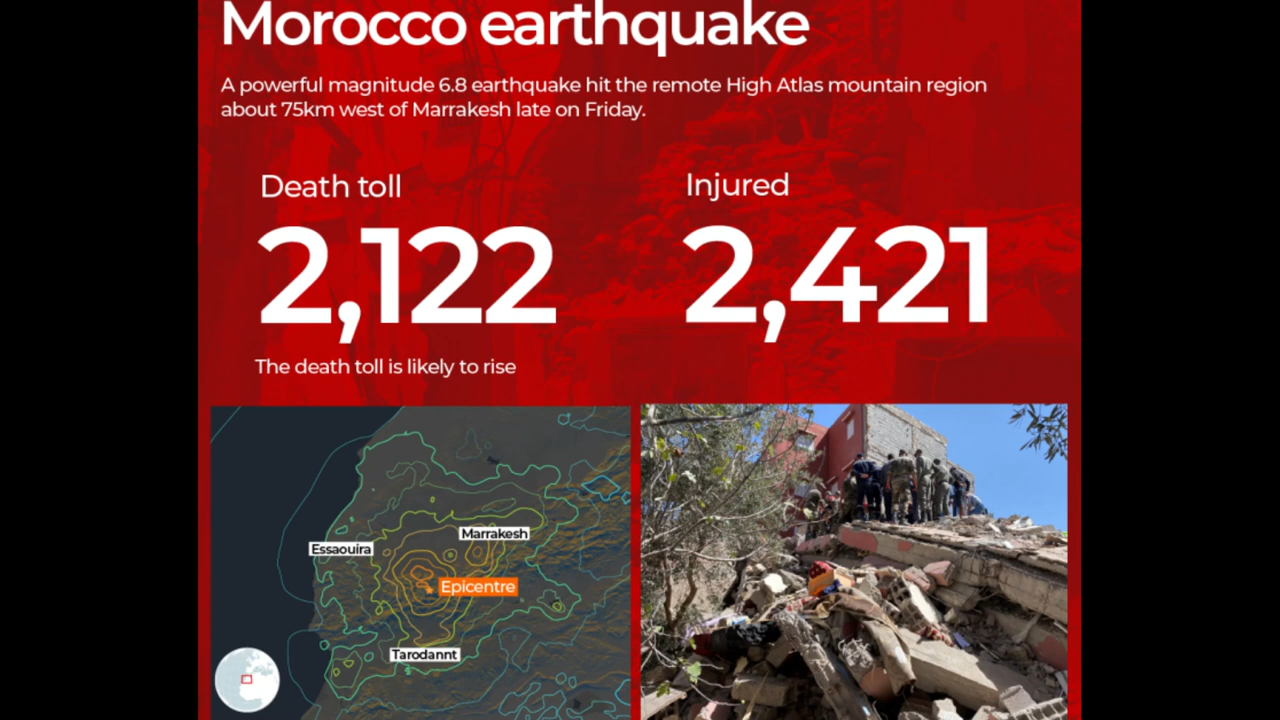 Morocco earthquake
A powerful magnitude 6.8 earthquake hit the remote High Atlas mountain region
about 75km west of Marrakesh late on Friday.
Death toll
Injured
2,122
2,421
The death toll is likely to rise
Marrakesh
Essaouira
Epicentre
Tarodannt